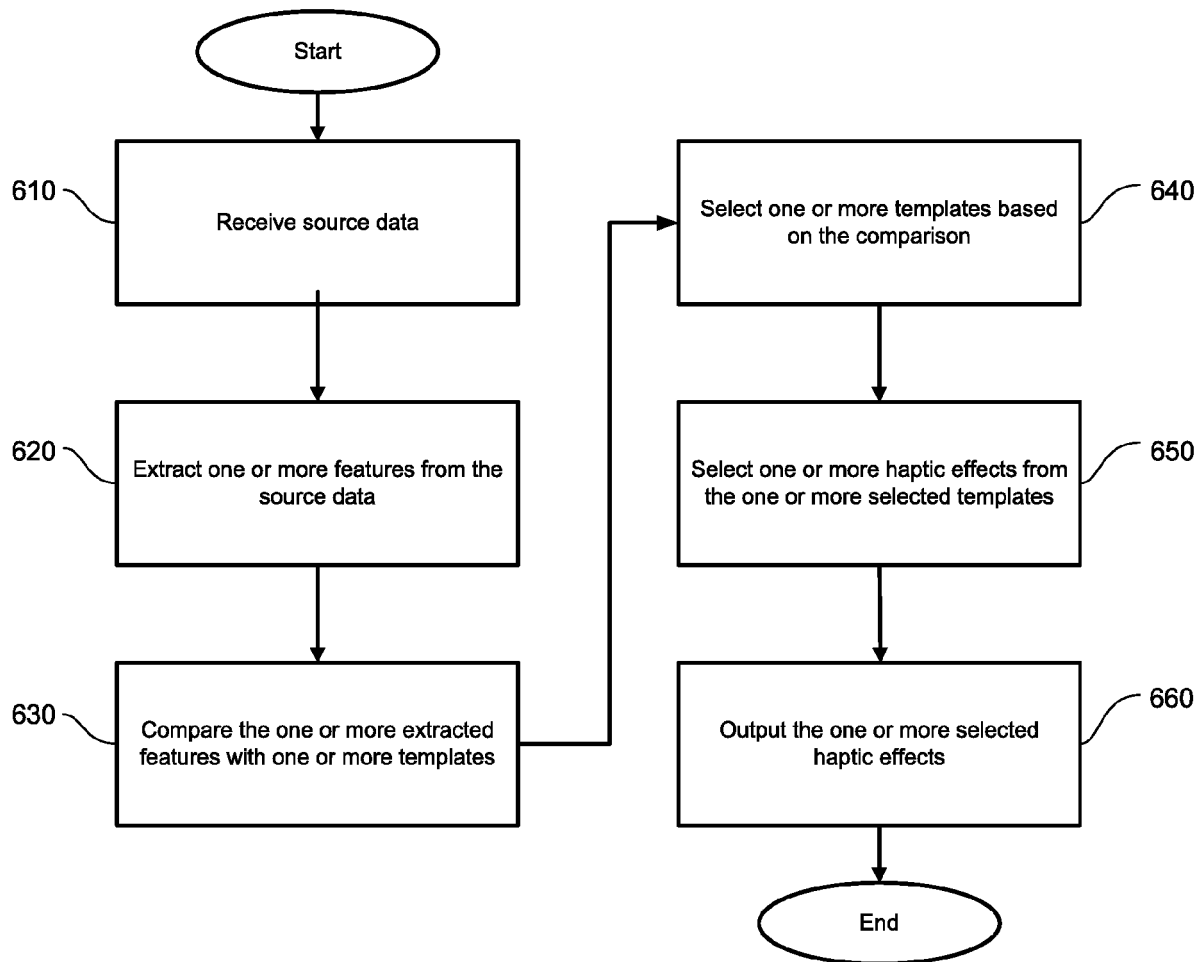 Start
610
Receive source data
620
Extract one or more features from the
source data
630
Compare the one or more extracted
features with one or more templates
640
Select one or more templates based
on the comparison
650
Select one or more haptic effects from
the one or more selected templates
660
Output the one or more selected
haptic effects
End